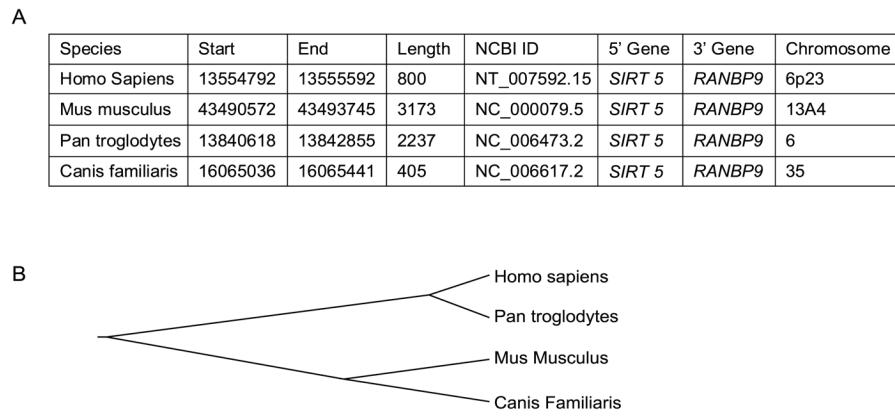 A
Species Start End Length NCBI ID 5' Gene 3' Gene Chromosome
Homo Sapiens 13554792 13555592 800 NT_007592.15 SIRT 5 RANBP9 6p23
Mus musculus 43490572 43493745 3173 NC_000079.5 SIRT 5 RANBP9 13A4
Pan troglodytes 13840618 13842855 2237 NC_006473.2 SIRT 5 RANBP9 6
Canis familiaris 16065036 16065441 405 NC_006617.2 SIRT 5 RANBP9 35
B
Homo sapiens
Pan troglodytes
Mus Musculus
Canis Familiaris